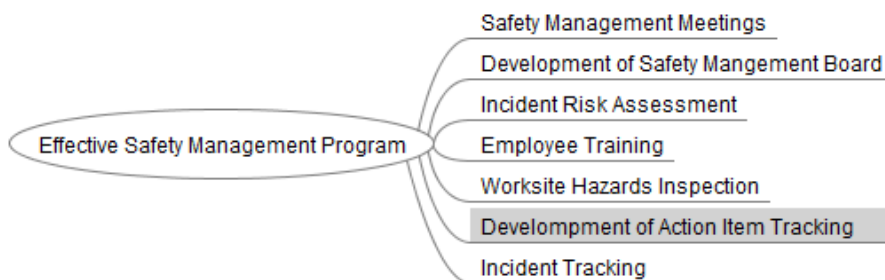 Safety Management Meetings
Development of Safety Mangement Board
Incident Risk Assessment
Effective Safety Management Program
Employee Training
Worksite Hazards Inspection
Develompment of Action Item Tracking
Incident Tracking